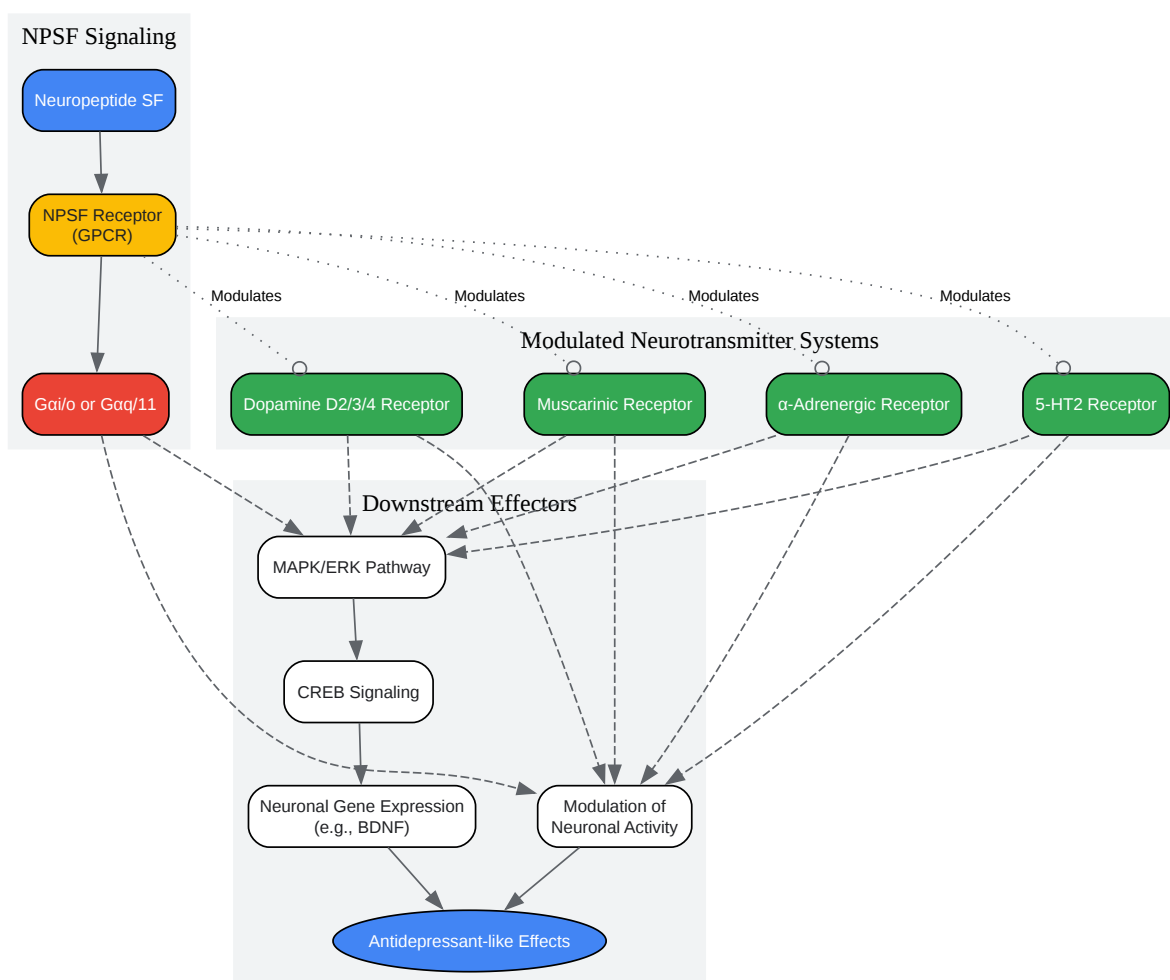 NPSF Signaling
Neuropeptide SF
NPSF Receptor
(GPCR)
Modulates
Modulates
Modulates
Modulates
Modulated Neurotransmitter Systems
Gαi/o or Gαq/11
Dopamine D2/3/4 Receptor
Muscarinic Receptor
α-Adrenergic Receptor
5-HT2 Receptor
Downstream Effectors
MAPK/ERK Pathway
CREB Signaling
Neuronal Gene Expression
(e.g., BDNF)
Modulation of
Neuronal Activity
Antidepressant-like Effects